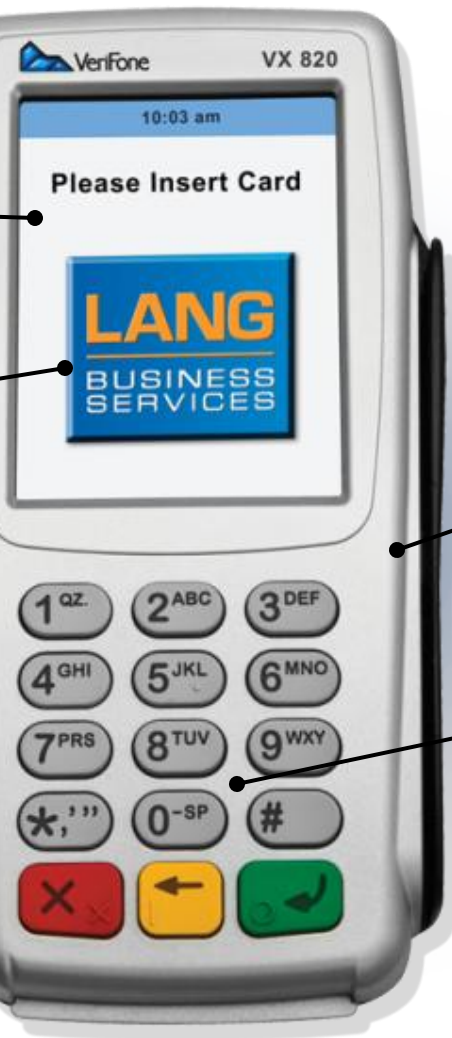 VeriFone VX 820
10:03 am
Please Insert Card
LANG
BUSINESS
SERVICES
1 QZ. 2 ABC 3 DEF
4 GHI 5 JKL 6 MNO
7 PRS 8 TUV 9 WXY
*,'" 0 -SP #